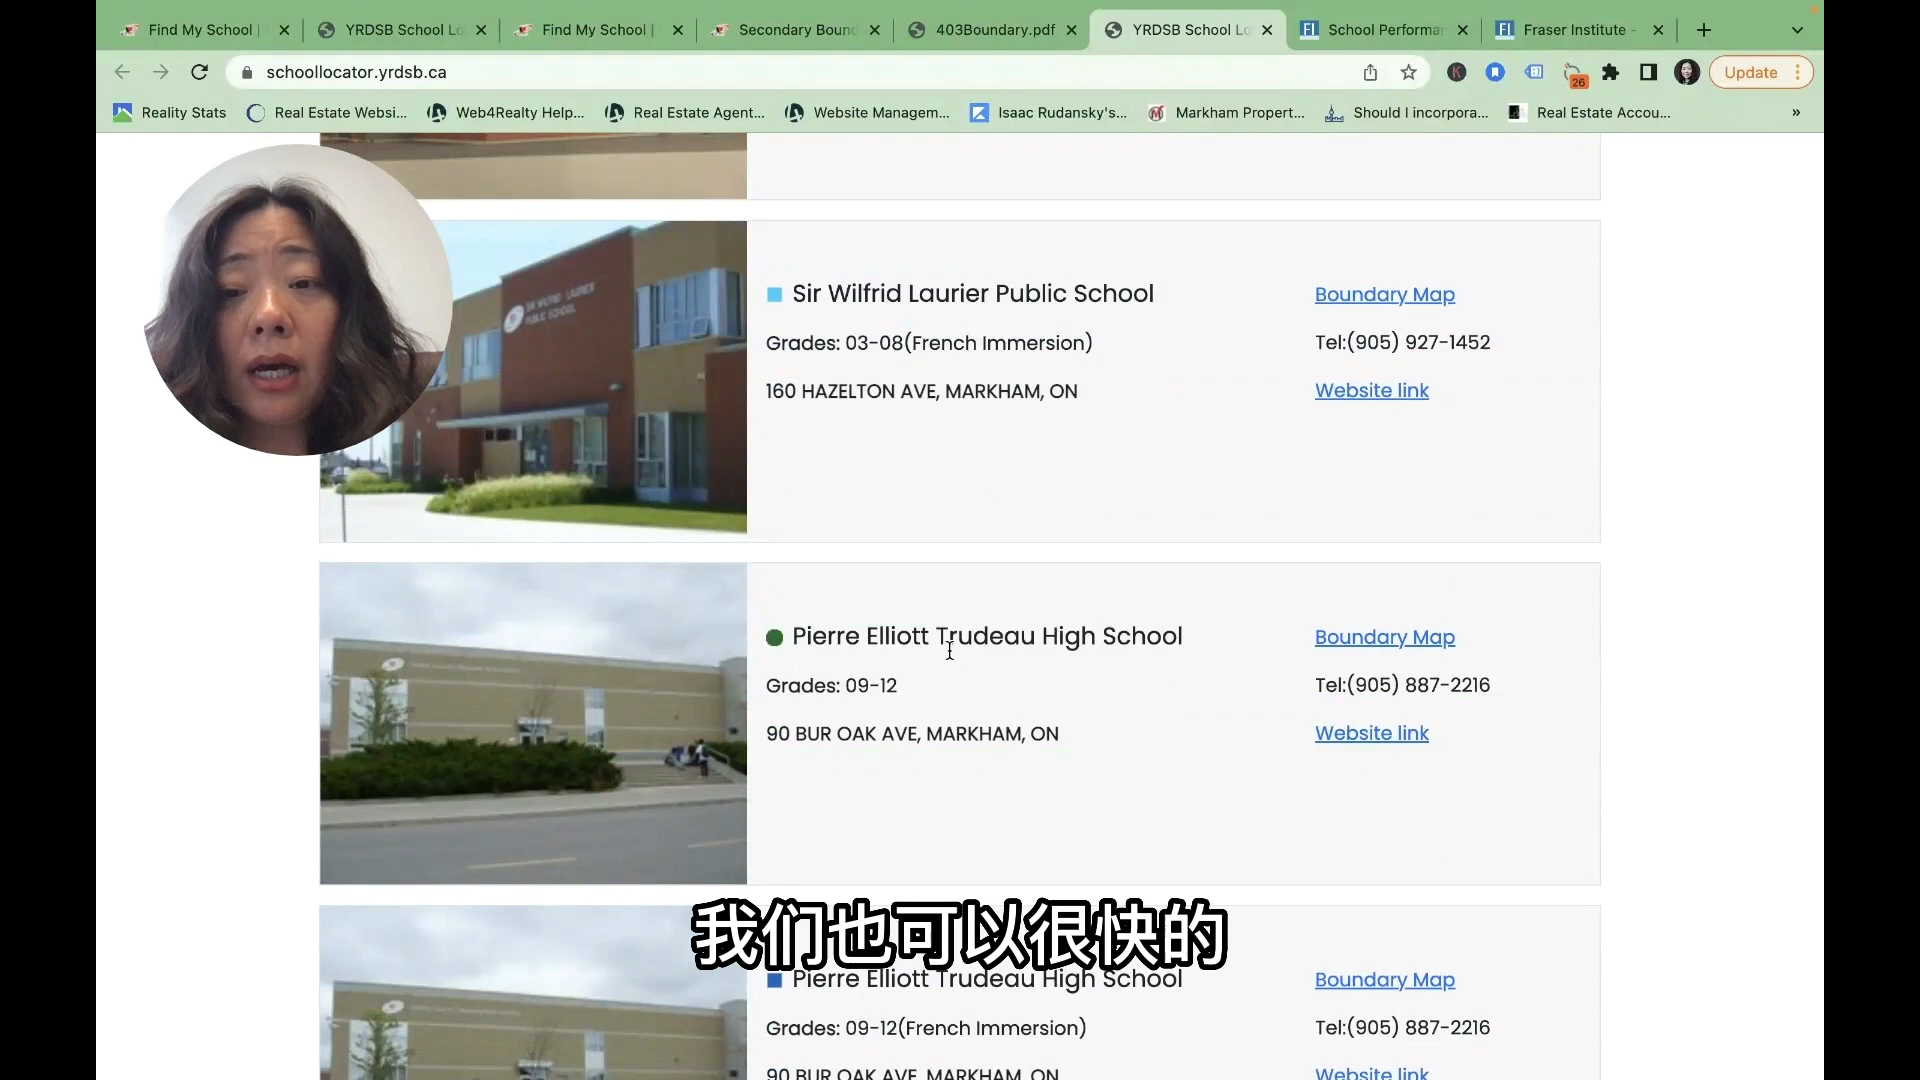 Find My School |
YRDSB School Lo
Find My School |
Secondary Bound
403Boundary.pdf
YRDSB School Lo
School Performa
Fraser Institute -
schoollocator.yrdsb.ca
26
Update
Reality Stats
Real Estate Websi...
Web4Realty Help...
Real Estate Agent...
Website Managem...
Isaac Rudansky's...
Markham Propert...
Should I incorpora...
Real Estate Accou...
»
SIR WILFRID LAURIER
PUBLIC SCHOOL
Sir Wilfrid Laurier Public School
Boundary Map
Grades: 03-08(French Immersion)
Tel:(905) 927-1452
160 HAZELTON AVE, MARKHAM, ON
Website link
Pierre Elliott Trudeau High School
Boundary Map
Grades: 09-12
Tel:(905) 887-2216
90 BUR OAK AVE, MARKHAM, ON
Website link
我们也可以很快的
Pierre Elliott Trudeau High School
Boundary Map
Grades: 09-12(French Immersion)
Tel:(905) 887-2216
90 BUR OAK AVE, MARKHAM, ON
Website link